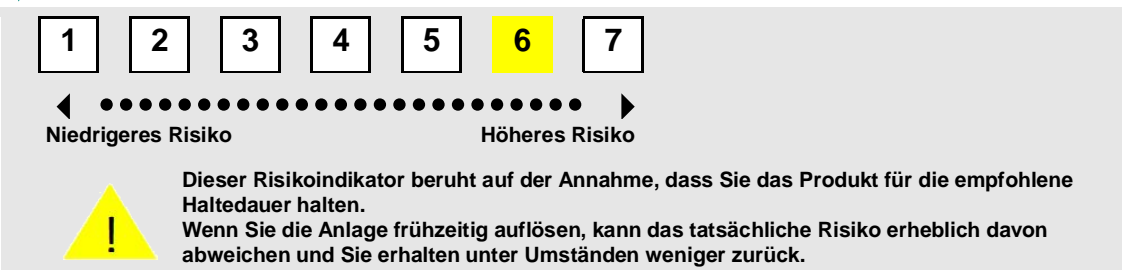 1 2 3 4 5 6 7
Niedrigeres Risiko Höheres Risiko
!
Dieser Risikoindikator beruht auf der Annahme, dass Sie das Produkt für die empfohlene
Haltedauer halten.
Wenn Sie die Anlage frühzeitig auflösen, kann das tatsächliche Risiko erheblich davon
abweichen und Sie erhalten unter Umständen weniger zurück.